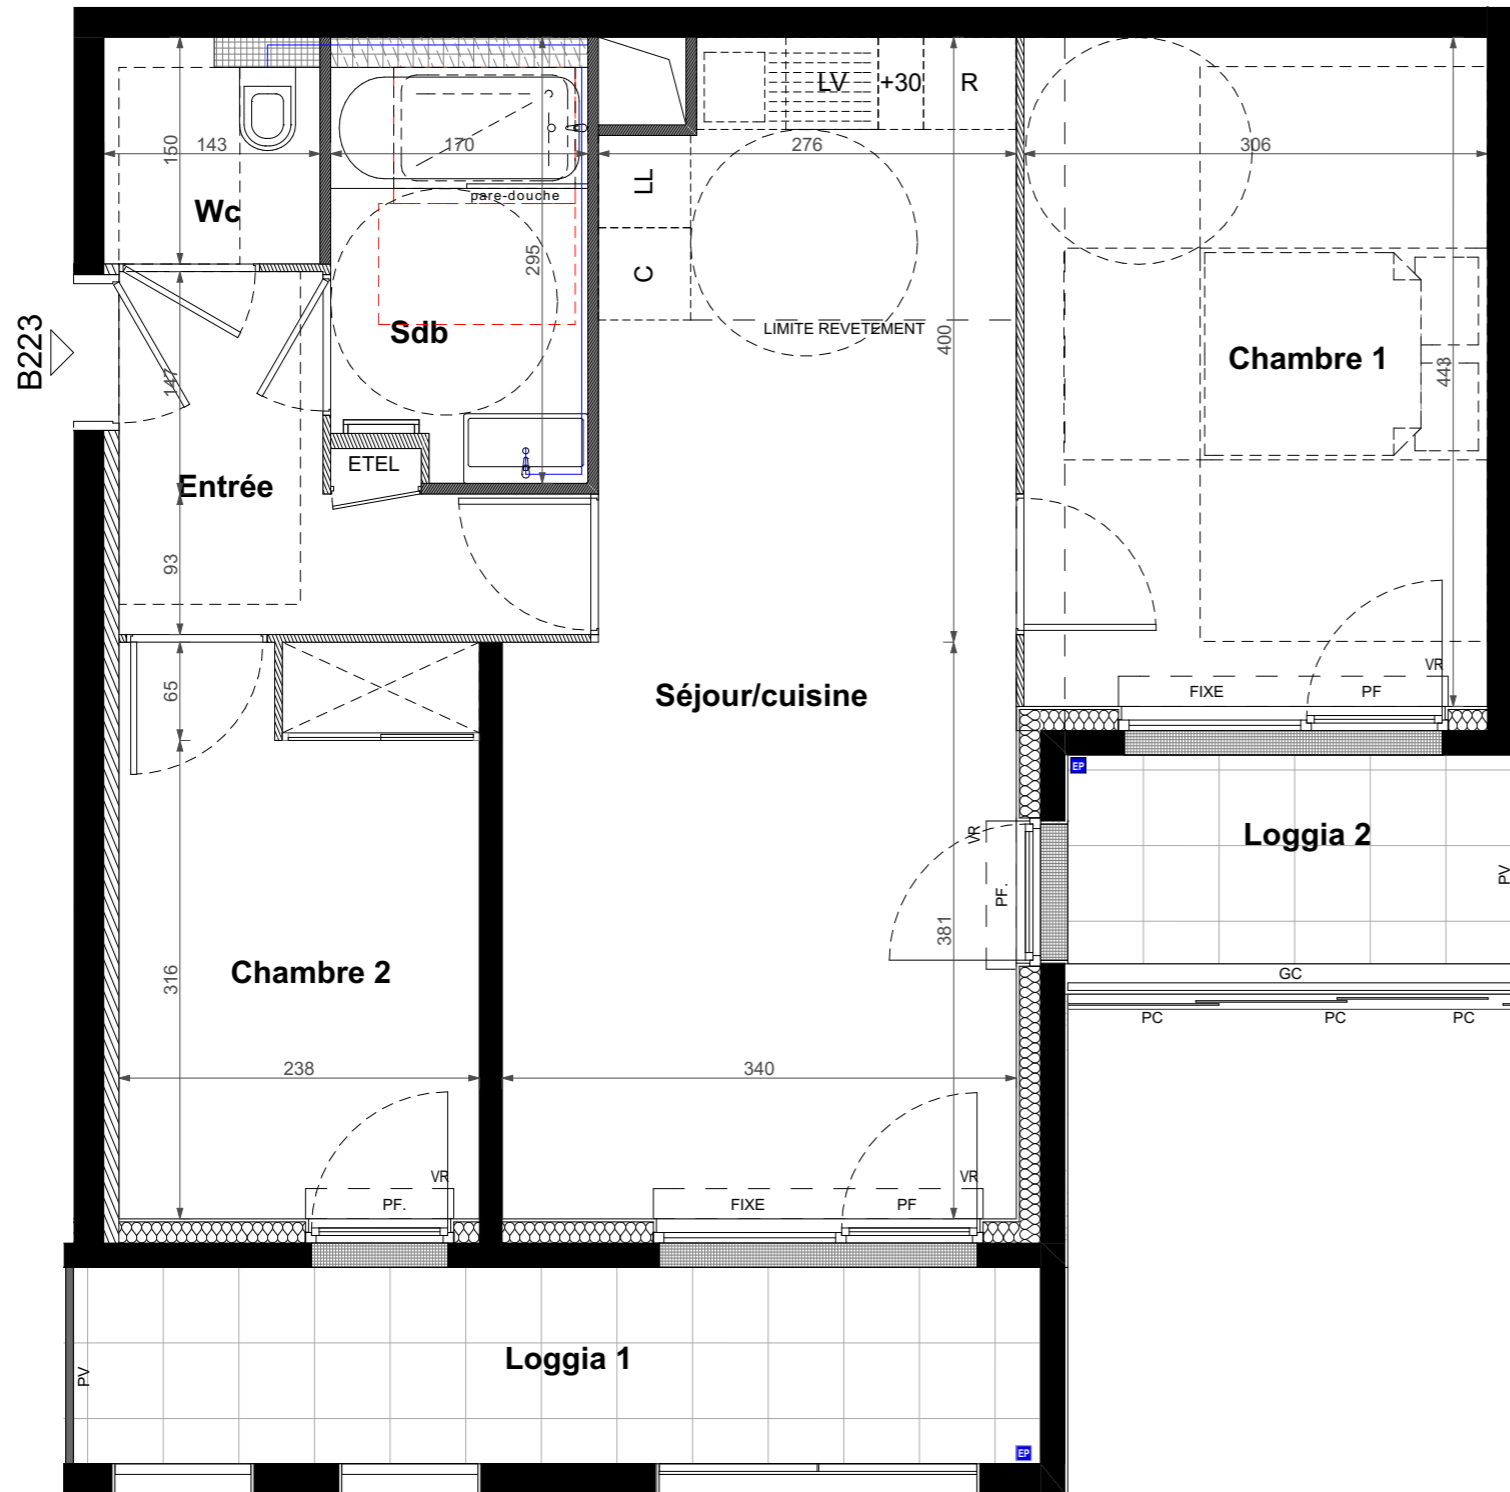 LV
+30
R
150
143
170
276
306
pare-douche
LL
Wc
295
C
Sdb
LIMITE REVETEMENT
400
Chambre 1
443
B223
147
ETEL
Entrée
93
65
Séjour/cuisine
VR
FIXE
PF
EP
Loggia 2
VR
PF.
PV
381
316
Chambre 2
GC
PC
PC
PC
238
340
VR
PF.
FIXE
VR
PF
Loggia 1
PV
EP